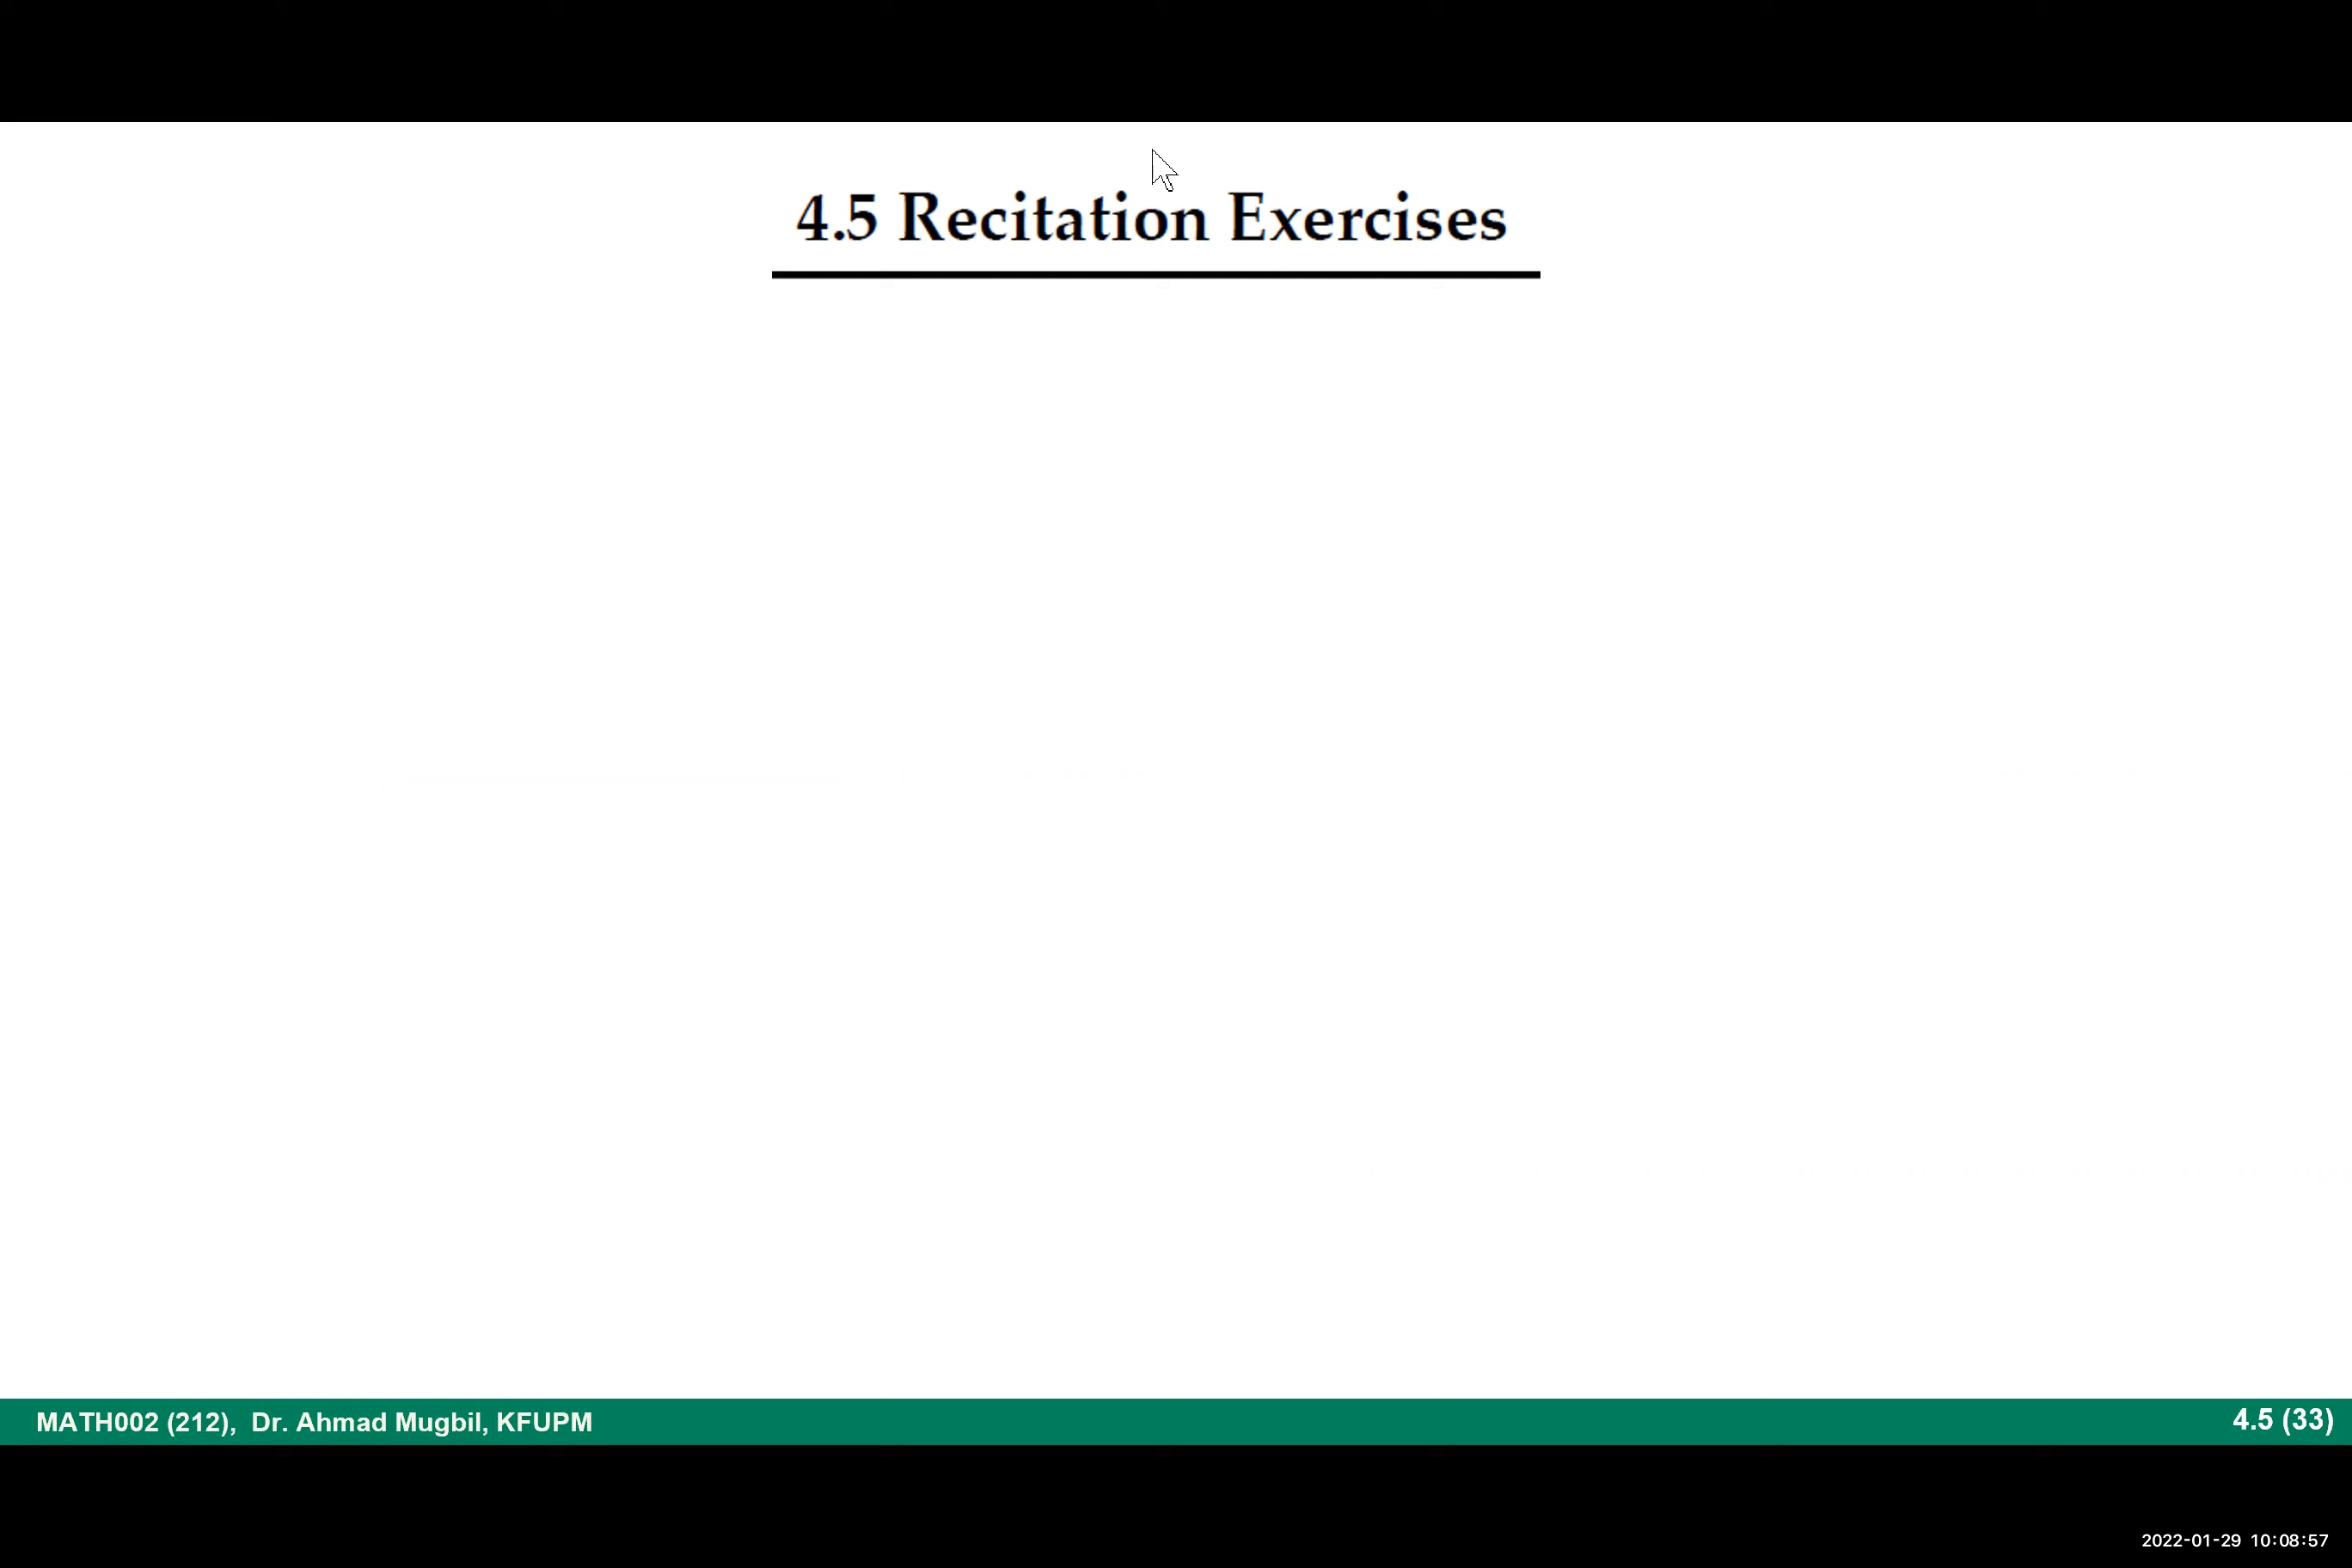 4.5 Recitation Exercises
MATH002 (212), Dr. Ahmad Mugbil, KFUPM
4.5 (33)
2022-01-29 10:08:57